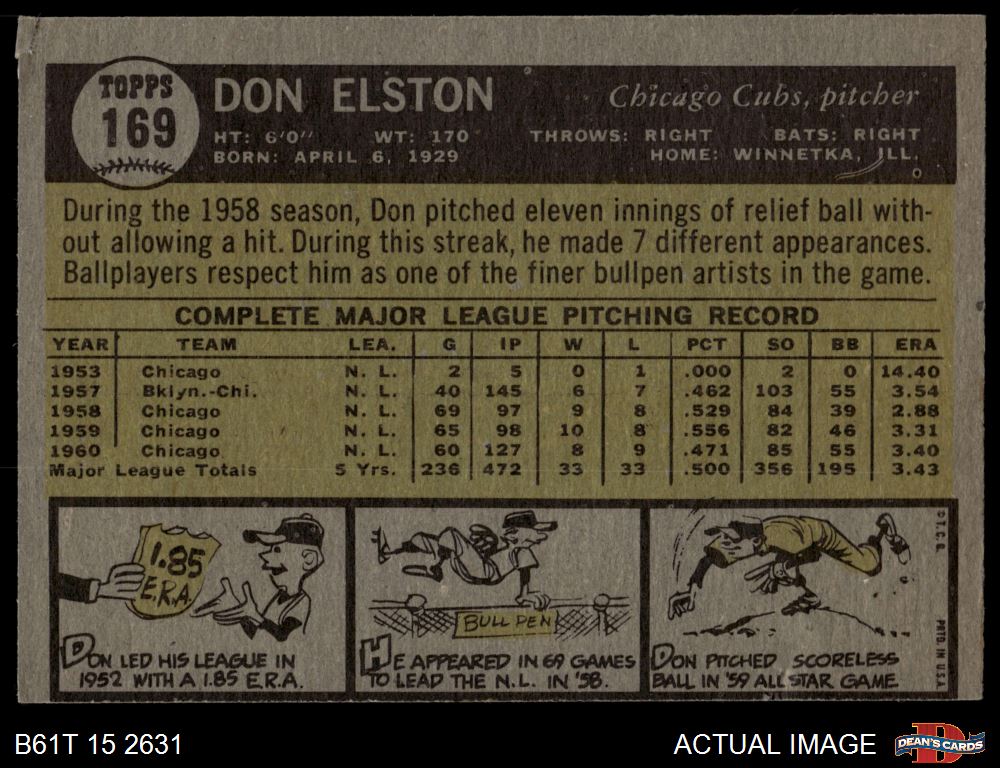 TOPPS
169
DON ELSTON
Chicago Cubs, pitcher
HT: 6'0" WT: 170 THROWS: RIGHT BATS: RIGHT
BORN: APRIL 6, 1929 HOME: WINNETKA, ILL.
During the 1958 season, Don pitched eleven innings of relief ball with-
out allowing a hit. During this streak, he made 7 different appearances.
Ballplayers respect him as one of the finer bullpen artists in the game.
COMPLETE MAJOR LEAGUE PITCHING RECORD
YEAR TEAM LEA. G IP W L PCT SO BB ERA
1953 Chicago N. L. 2 5 0 1 .000 2 0 14.40
1957 Bklyn.-Chi. N. L. 40 145 6 7 .462 103 55 3.54
1958 Chicago N. L. 69 97 9 8 .529 84 39 2.88
1959 Chicago N. L. 65 98 10 8 .556 82 46 3.31
1960 Chicago N. L. 60 127 8 9 .471 85 55 3.40
Major League Totals 5 Yrs. 236 472 33 33 .500 356 195 3.43
1.85
E.R.A.
DON LED HIS LEAGUE IN
1952 WITH A 1.85 E.R.A.
BULL PEN
HE APPEARED IN 69 GAMES
TO LEAD THE N.L. IN '58.
DON PITCHED SCORELESS
BALL IN '59 ALL STAR GAME
© T.C.G. PRTD IN U.S.A.
B61T 15 2631
ACTUAL IMAGE
D
DEAN'S CARDS